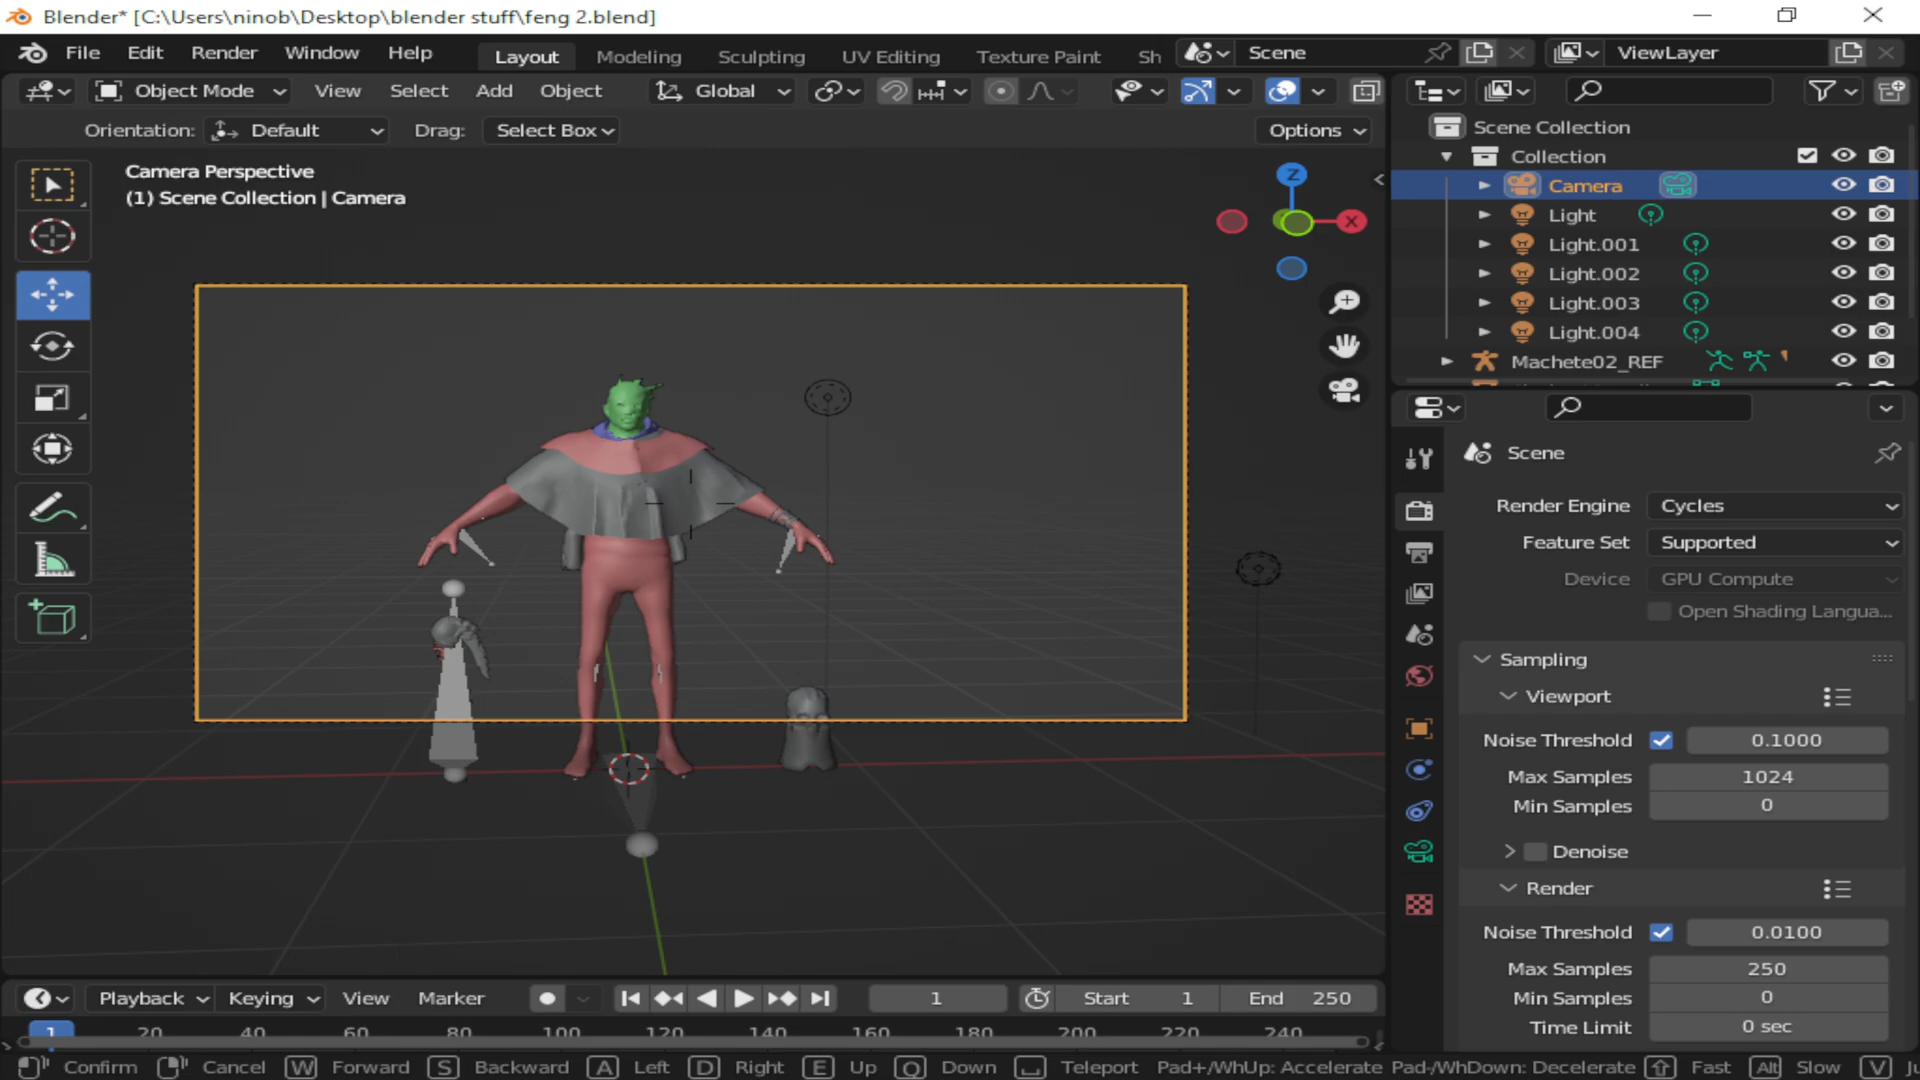 Blender* [C:\Users\ninob\Desktop\blender stuff\feng 2.blend]
File Edit Render Window Help Layout Modeling Sculpting UV Editing Texture Paint Sh Scene ViewLayer
Object Mode View Select Add Object Global
Orientation: Default Drag: Select Box Options
Camera Perspective
(1) Scene Collection | Camera
Z
X
Scene Collection
Collection
Camera
Light
Light.001
Light.002
Light.003
Light.004
Machete02_REF
Scene
Render Engine Cycles
Feature Set Supported
Device GPU Compute
Open Shading Langua...
Sampling
Viewport
Noise Threshold 0.1000
Max Samples 1024
Min Samples 0
Denoise
Render
Noise Threshold 0.0100
Max Samples 250
Min Samples 0
Time Limit 0 sec
Playback Keying View Marker 1 Start 1 End 250
1 20 40 60 80 100 120 140 160 180 200 220 240
Confirm Cancel W Forward S Backward A Left D Right E Up Q Down Teleport Pad+/WhUp: Accelerate Pad-/WhDown: Decelerate Fast Alt Slow V